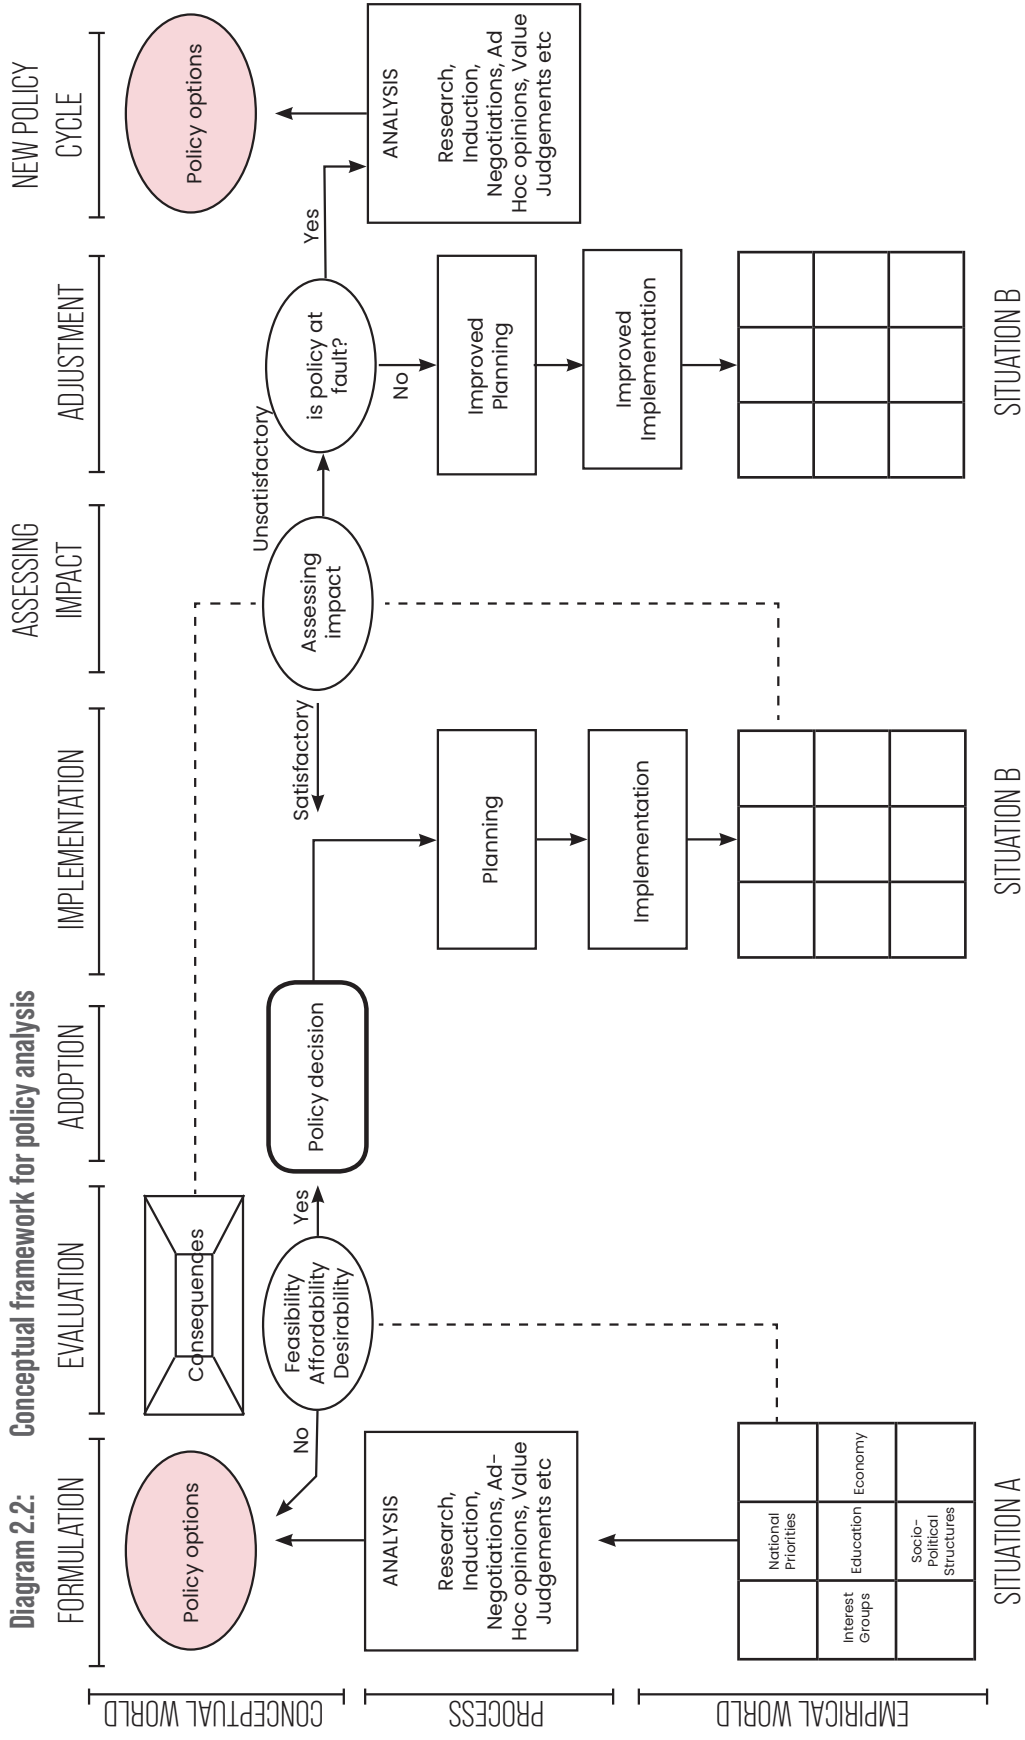 Diagram 2.2: Conceptual framework for policy analysis
FORMULATION
EVALUATION
ADOPTION
IMPLEMENTATION
ASSESSING
IMPACT
ADJUSTMENT
NEW POLICY
CYCLE
CONCEPTUAL WORLD
PROCESS
EMPIRICAL WORLD
Policy options
No
ANALYSIS
Research,
Induction,
Negotiations, Ad-
Hoc opinions, Value
Judgements etc
National
Priorities
Interest
Groups
Education
Economy
Socio-
Political
Structures
SITUATION A
Consequences
Feasibility
Affordability
Desirability
Yes
Policy decision
Planning
Implementation
SITUATION B
Satisfactory
Assessing
impact
Unsatisfactory
is policy at
fault?
Yes
No
Improved
Planning
Improved
Implementation
SITUATION B
Policy options
ANALYSIS
Research,
Induction,
Negotiations, Ad
Hoc opinions, Value
Judgements etc